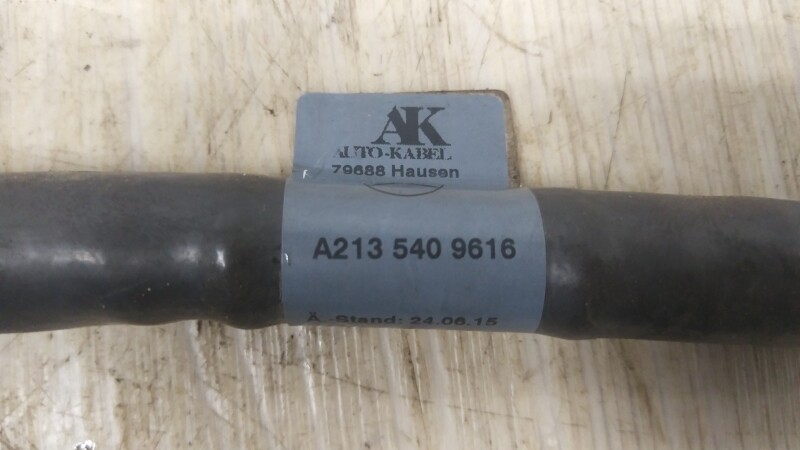 AK
AUTO-KABEL
79688 Hausen
A213 540 9616
Ä. Stand: 24.06.15